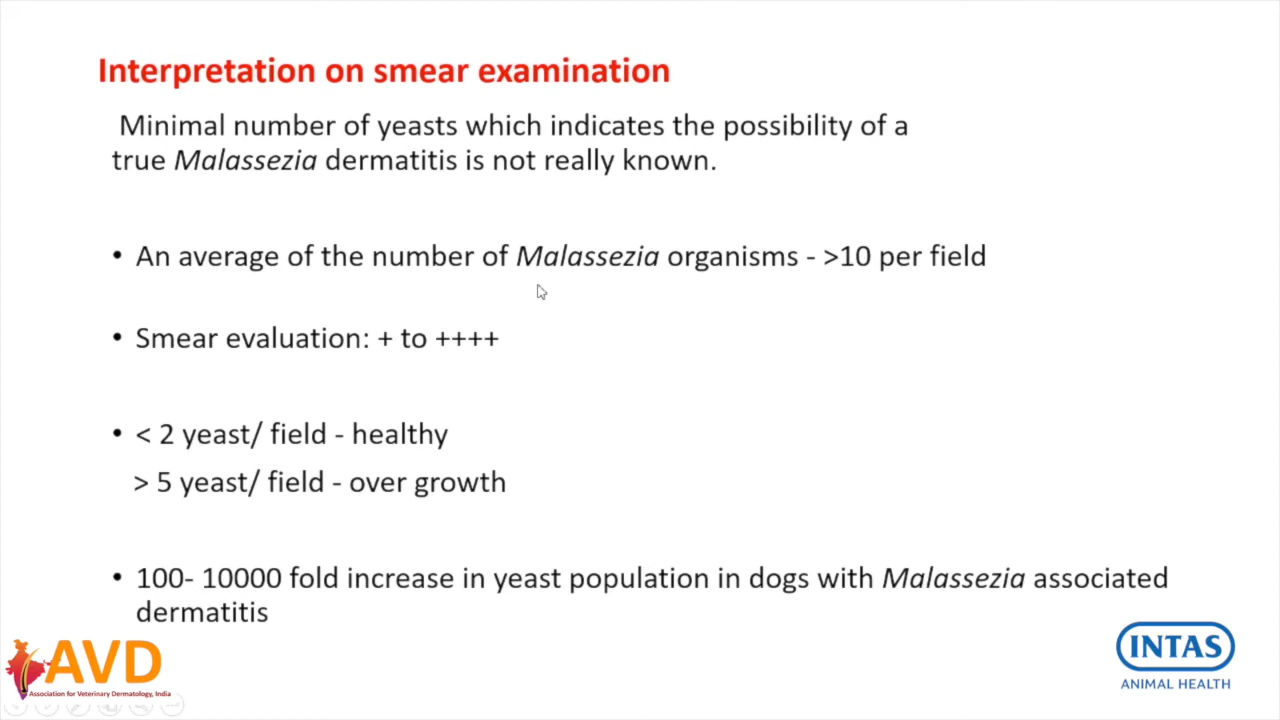 Interpretation on smear examination
Minimal number of yeasts which indicates the possibility of a
true Malassezia dermatitis is not really known.
• An average of the number of Malassezia organisms - >10 per field
• Smear evaluation: + to ++++
• < 2 yeast/ field - healthy
> 5 yeast/ field - over growth
• 100- 10000 fold increase in yeast population in dogs with Malassezia associated
dermatitis
AVD
Association for Veterinary Dermatology, India
INTAS
ANIMAL HEALTH